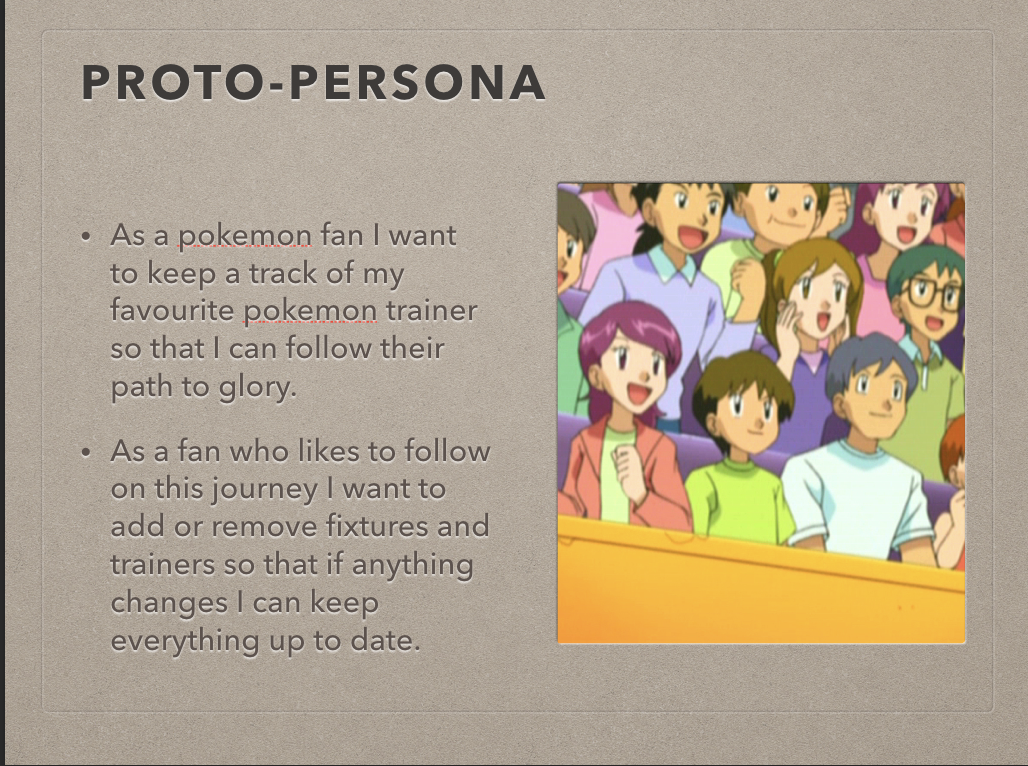 PROTO-PERSONA
• As a pokemon fan I want
to keep a track of my
favourite pokemon trainer
so that I can follow their
path to glory.
• As a fan who likes to follow
on this journey I want to
add or remove fixtures and
trainers so that if anything
changes I can keep
everything up to date.